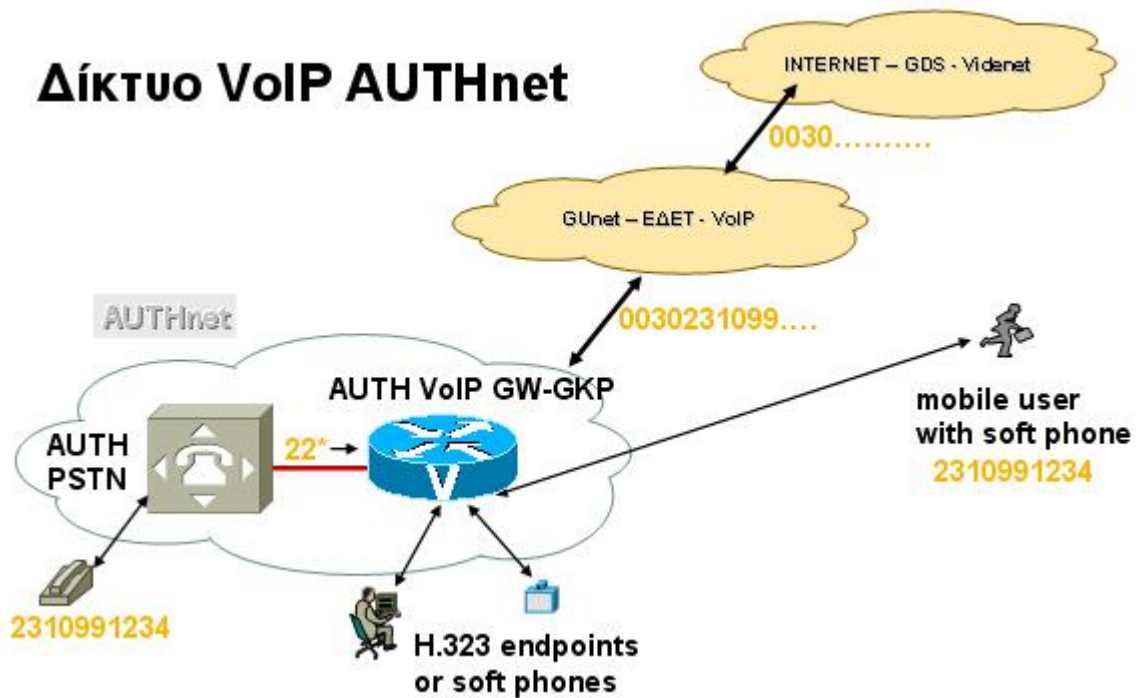 Δίκτυο VoIP AUTHnet
INTERNET – GDS - Videnet
0030..........
GUnet – ΕΔΕΤ - VoIP
0030231099....
AUTHnet
AUTH VoIP GW-GKP
AUTH
PSTN
22*
V
mobile user
with soft phone
2310991234
2310991234
H.323 endpoints
or soft phones